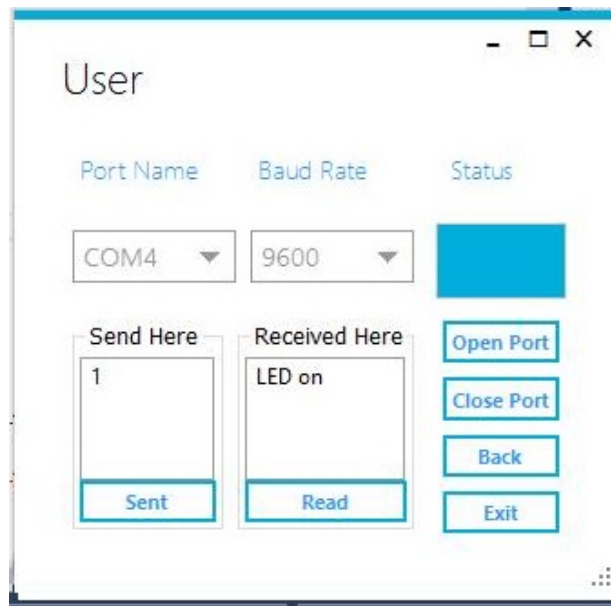 User
Port Name Baud Rate Status
COM4 9600
Send Here Received Here
Open Port
1 LED on
Close Port
Back
Sent Read
Exit